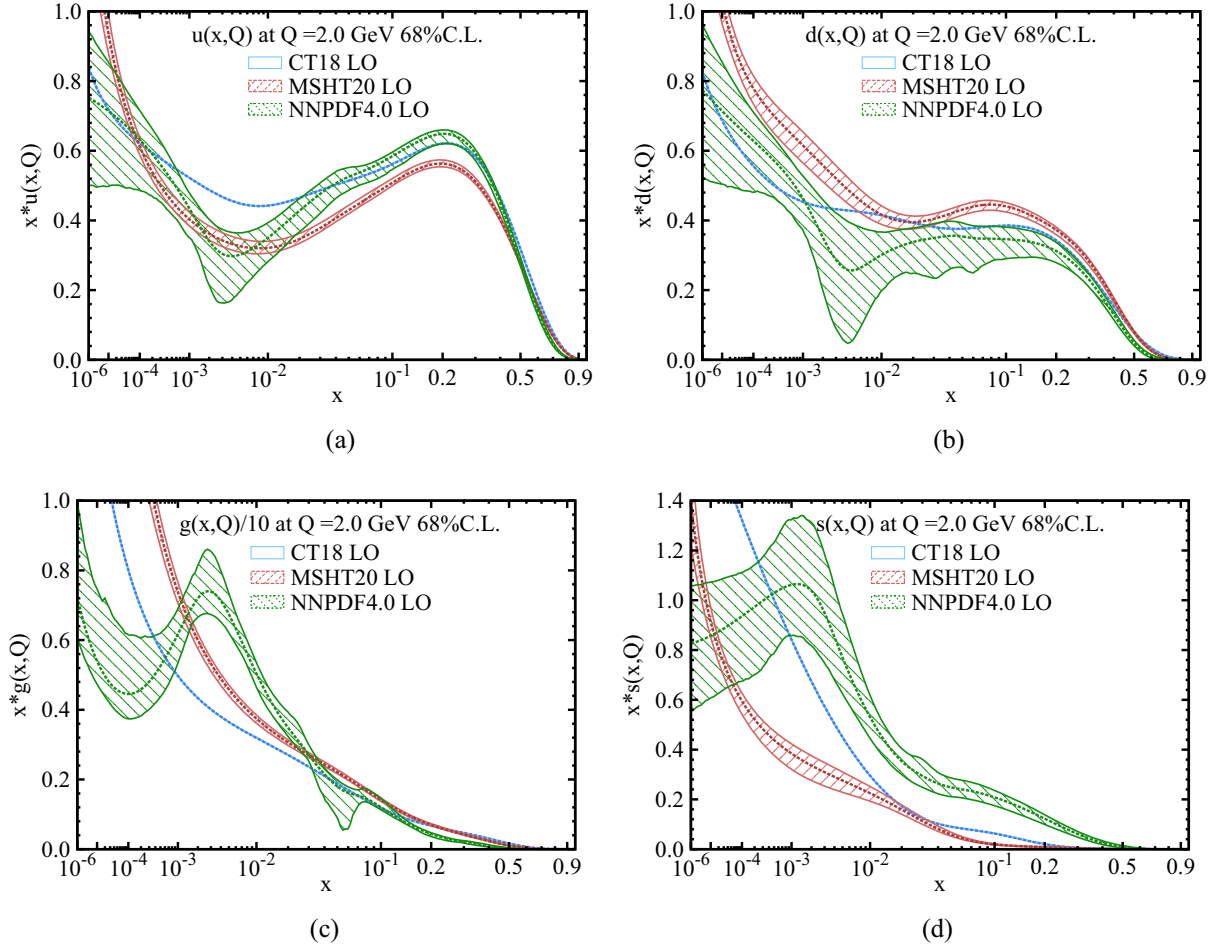 u(x,Q) at Q =2.0 GeV 68%C.L.
CT18 LO
MSHT20 LO
NNPDF4.0 LO
x*u(x,Q)
1.0
0.8
0.6
0.4
0.2
0.0
10^-6 10^-4 10^-3 10^-2 10^-1 0.2 0.5 0.9
x
(a)
d(x,Q) at Q =2.0 GeV 68%C.L.
CT18 LO
MSHT20 LO
NNPDF4.0 LO
x*d(x,Q)
1.0
0.8
0.6
0.4
0.2
0.0
10^-6 10^-4 10^-3 10^-2 10^-1 0.2 0.5 0.9
x
(b)
g(x,Q)/10 at Q =2.0 GeV 68%C.L.
CT18 LO
MSHT20 LO
NNPDF4.0 LO
x*g(x,Q)
1.0
0.8
0.6
0.4
0.2
0.0
10^-6 10^-4 10^-3 10^-2 10^-1 0.2 0.5 0.9
x
(c)
s(x,Q) at Q =2.0 GeV 68%C.L.
CT18 LO
MSHT20 LO
NNPDF4.0 LO
x*s(x,Q)
1.4
1.2
1.0
0.8
0.6
0.4
0.2
0.0
10^-6 10^-4 10^-3 10^-2 10^-1 0.2 0.5 0.9
x
(d)